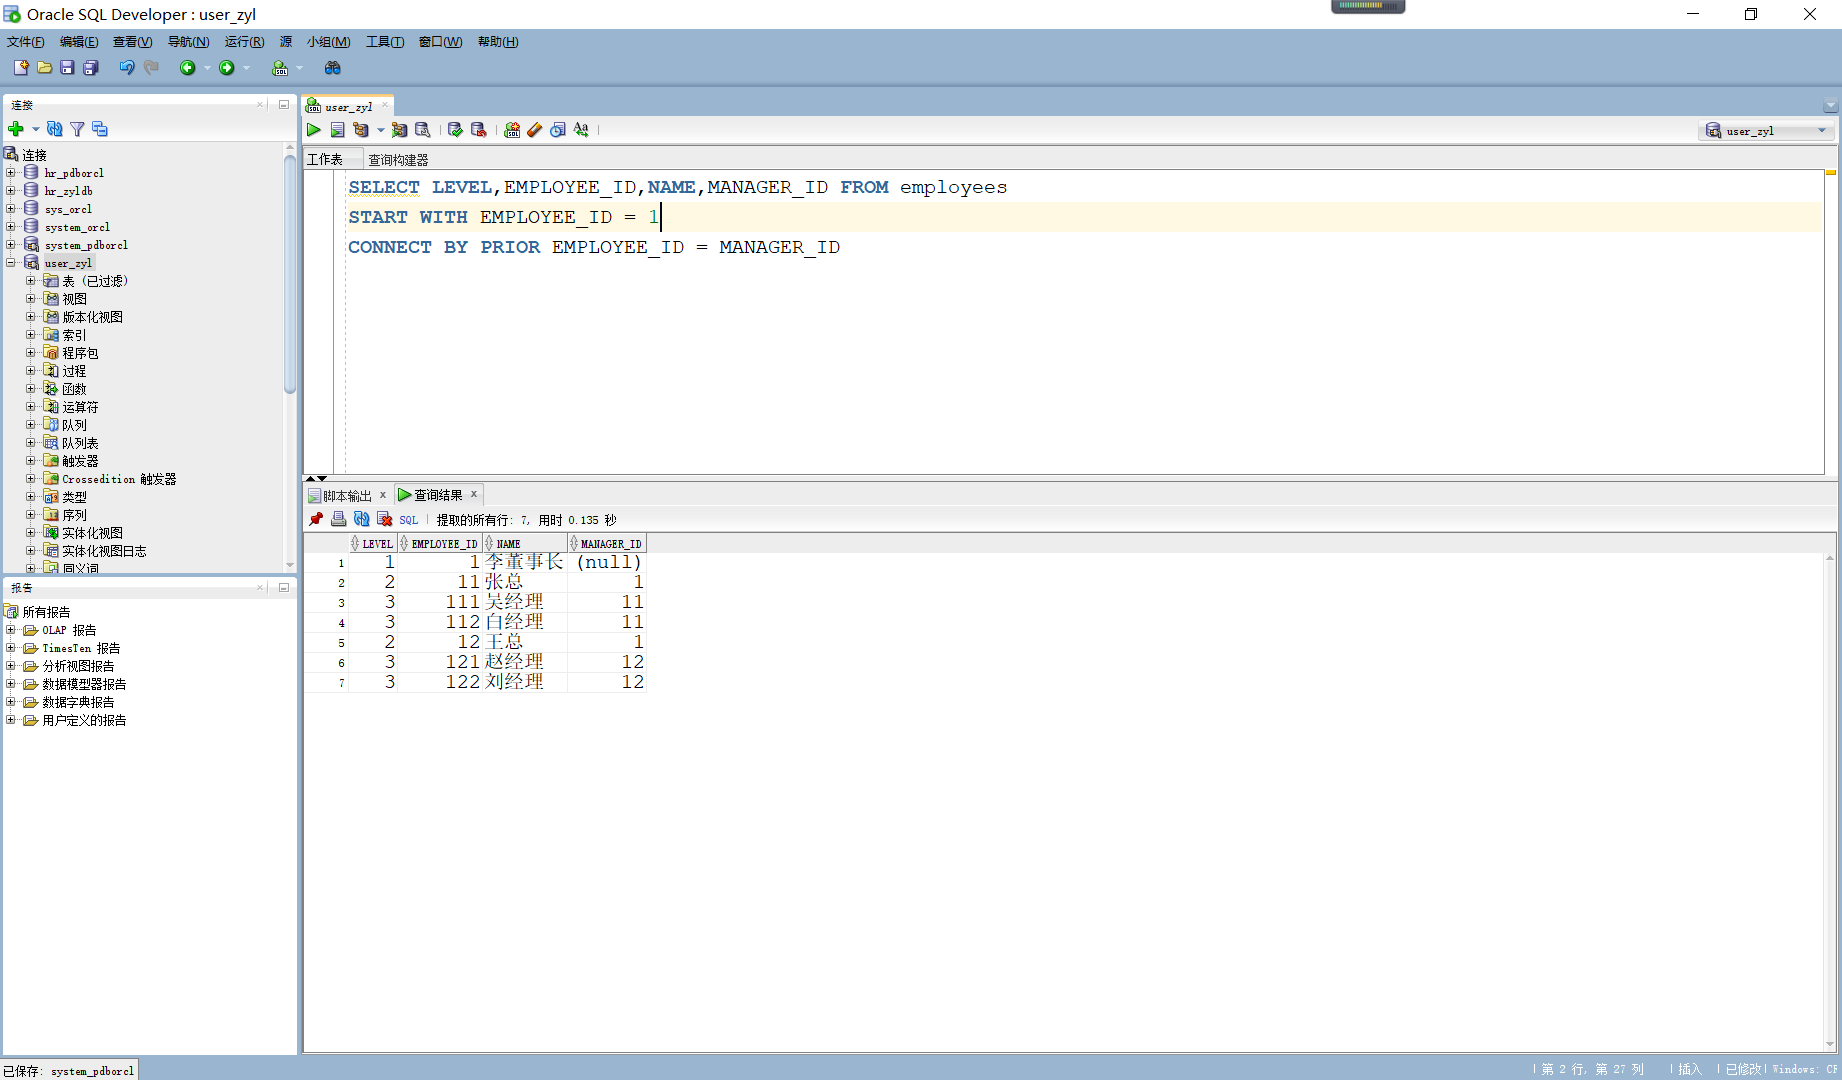 Oracle SQL Developer : user_zyl
文件(F) 编辑(E) 查看(V) 导航(N) 运行(R) 源 小组(M) 工具(T) 窗口(W) 帮助(H)
连接
连接
hr_pdborcl
hr_zyldb
sys_orcl
system_orcl
system_pdborcl
user_zyl
表 (已过滤)
视图
版本化视图
索引
程序包
过程
函数
运算符
队列
队列表
触发器
Crossedition 触发器
类型
序列
实体化视图
实体化视图日志
同义词
报告
所有报告
OLAP 报告
TimesTen 报告
分析视图报告
数据模型器报告
数据字典报告
用户定义的报告
user_zyl
user_zyl
工作表 查询构建器
SELECT LEVEL,EMPLOYEE_ID,NAME,MANAGER_ID FROM employees
START WITH EMPLOYEE_ID = 1
CONNECT BY PRIOR EMPLOYEE_ID = MANAGER_ID
脚本输出 x 查询结果 x
SQL | 提取的所有行: 7, 用时 0.135 秒
LEVEL EMPLOYEE_ID NAME MANAGER_ID
1 1 1 李董事长 (null)
2 2 11 张总 1
3 3 111 吴经理 11
4 3 112 白经理 11
5 2 12 王总 1
6 3 121 赵经理 12
7 3 122 刘经理 12
已保存: system_pdborcl
第 2 行, 第 27 列 | 插入 | 已修改 | Windows: CF